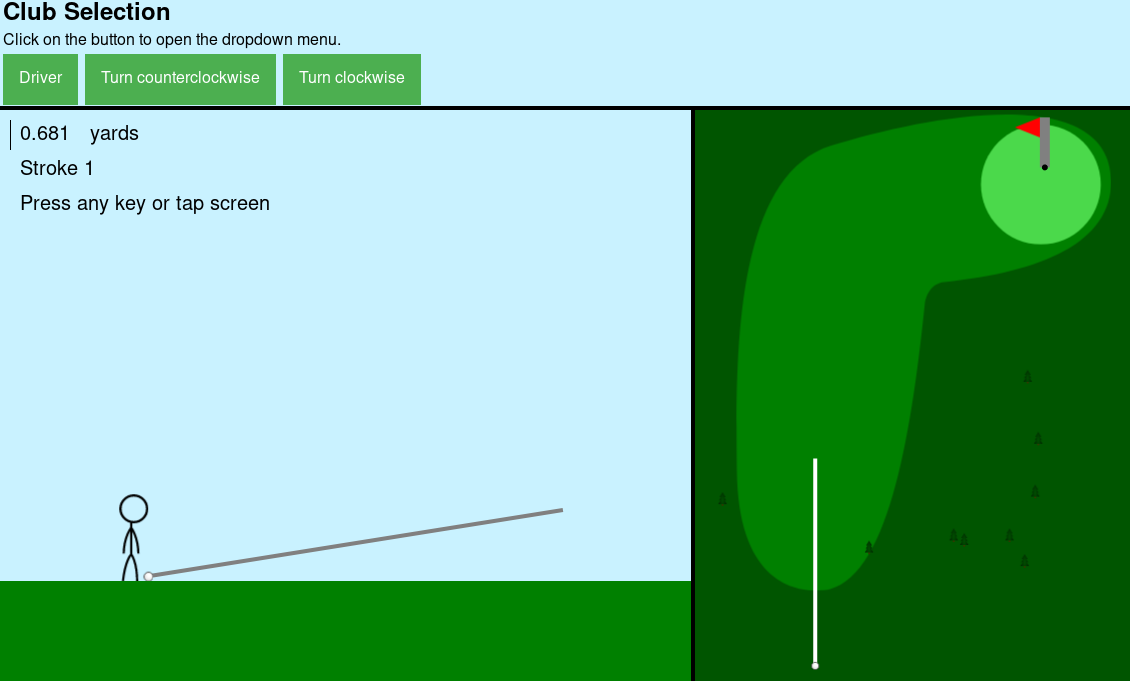 Club Selection
Click on the button to open the dropdown menu.
Driver Turn counterclockwise Turn clockwise
0.681 yards
Stroke 1
Press any key or tap screen